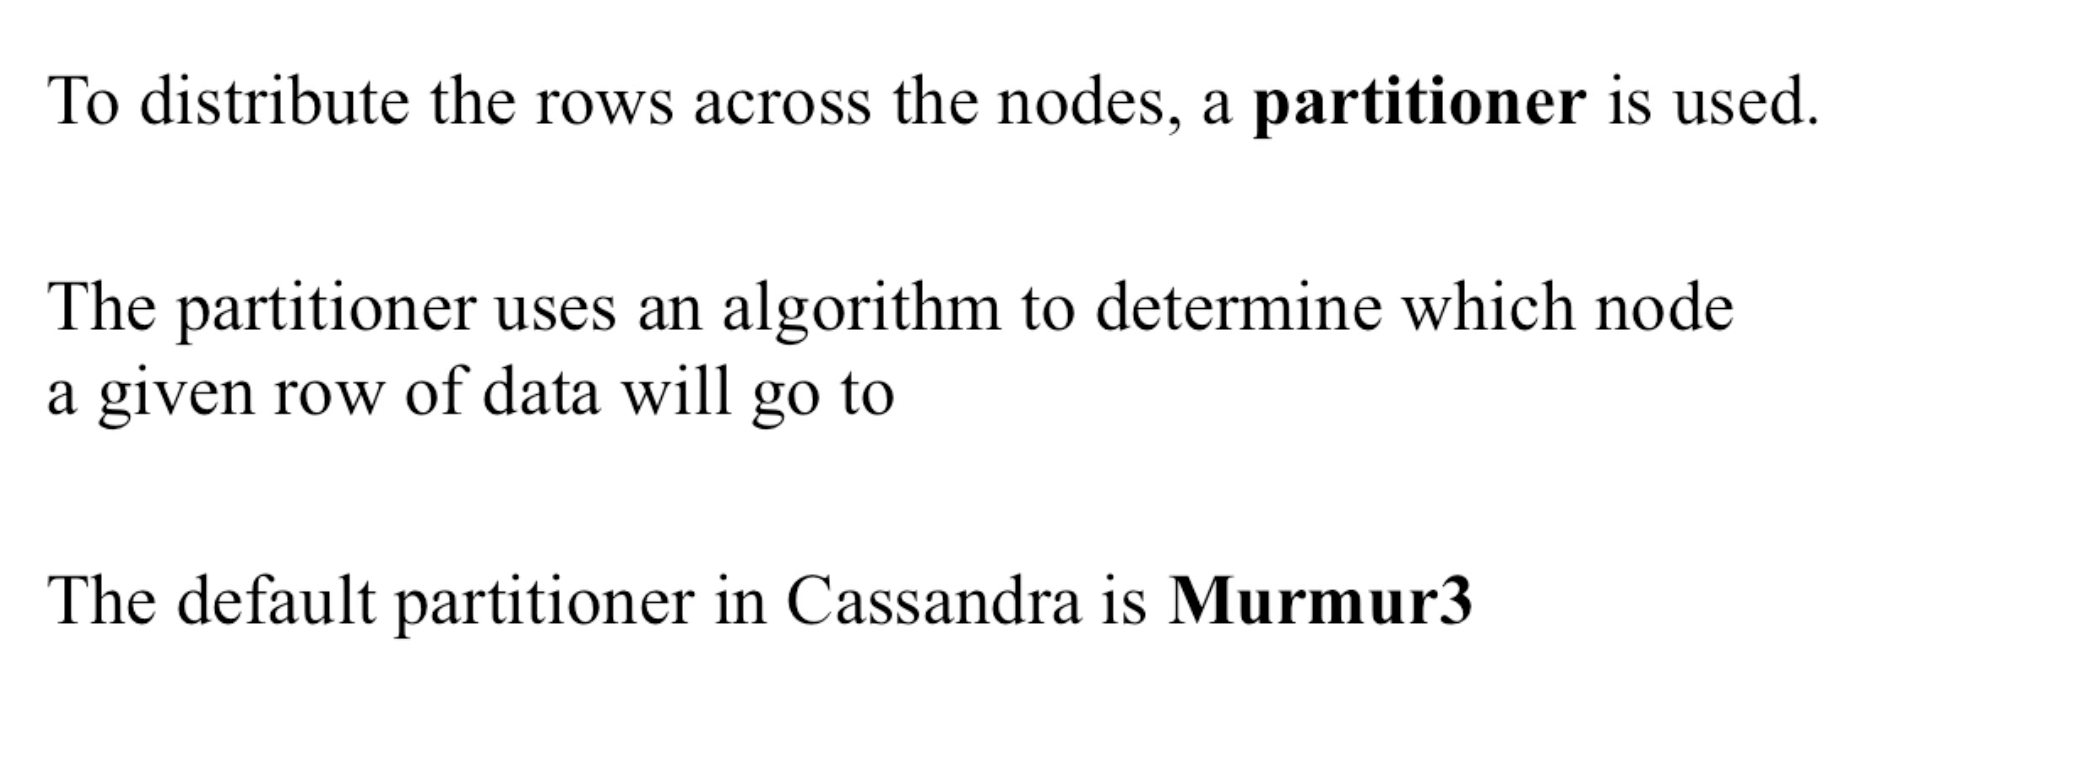 To distribute the rows across the nodes, a partitioner is used.
The partitioner uses an algorithm to determine which node
a given row of data will go to
The default partitioner in Cassandra is Murmur3